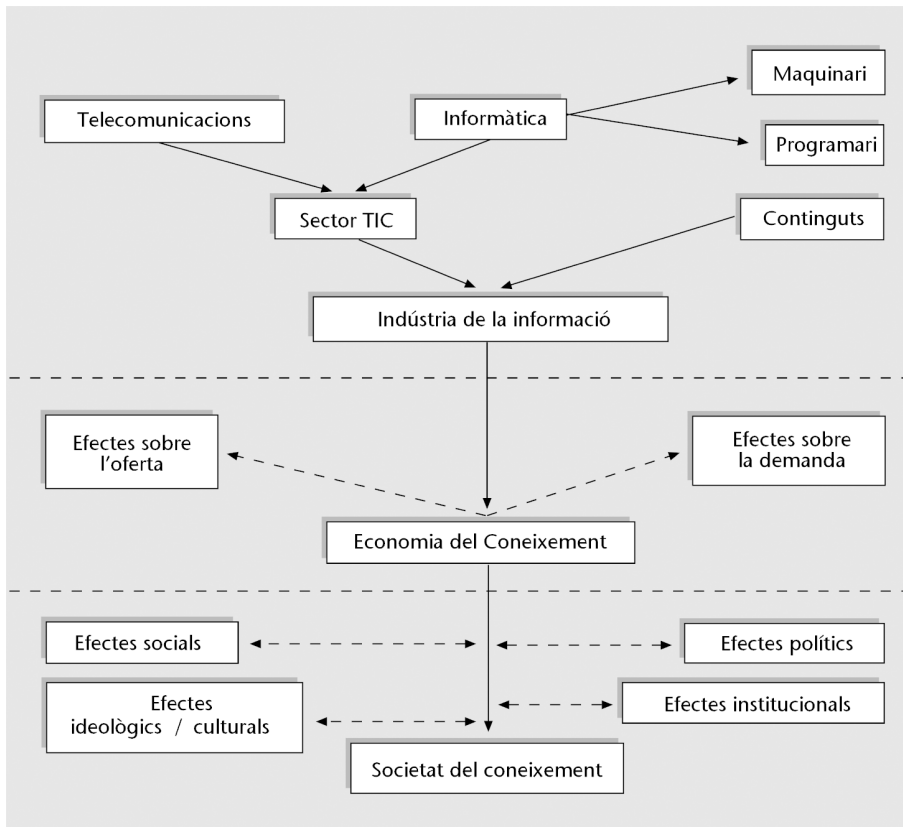 Maquinari
Telecomunicacions
Informàtica
Programari
Sector TIC
Continguts
Indústria de la informació
Efectes sobre
l'oferta
Efectes sobre
la demanda
Economia del Coneixement
Efectes socials
Efectes polítics
Efectes
ideològics / culturals
Efectes institucionals
Societat del coneixement